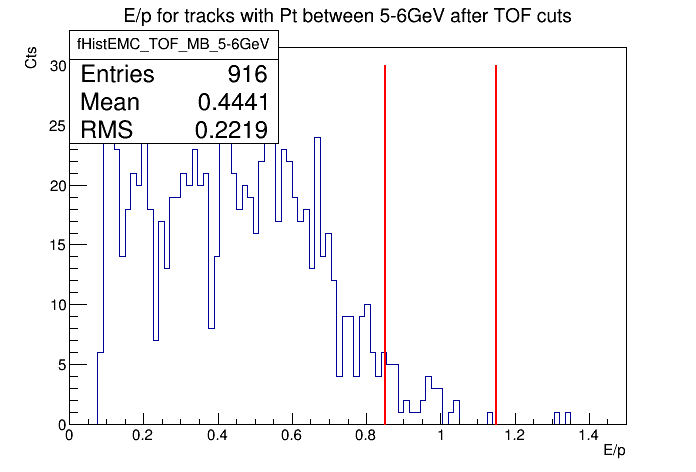 E/p for tracks with Pt between 5-6GeV after TOF cuts
fHistEMC_TOF_MB_5-6GeV
Entries 916
Mean 0.4441
RMS 0.2219
Cts
30
25
20
15
10
5
0
0 0.2 0.4 0.6 0.8 1 1.2 1.4
E/p